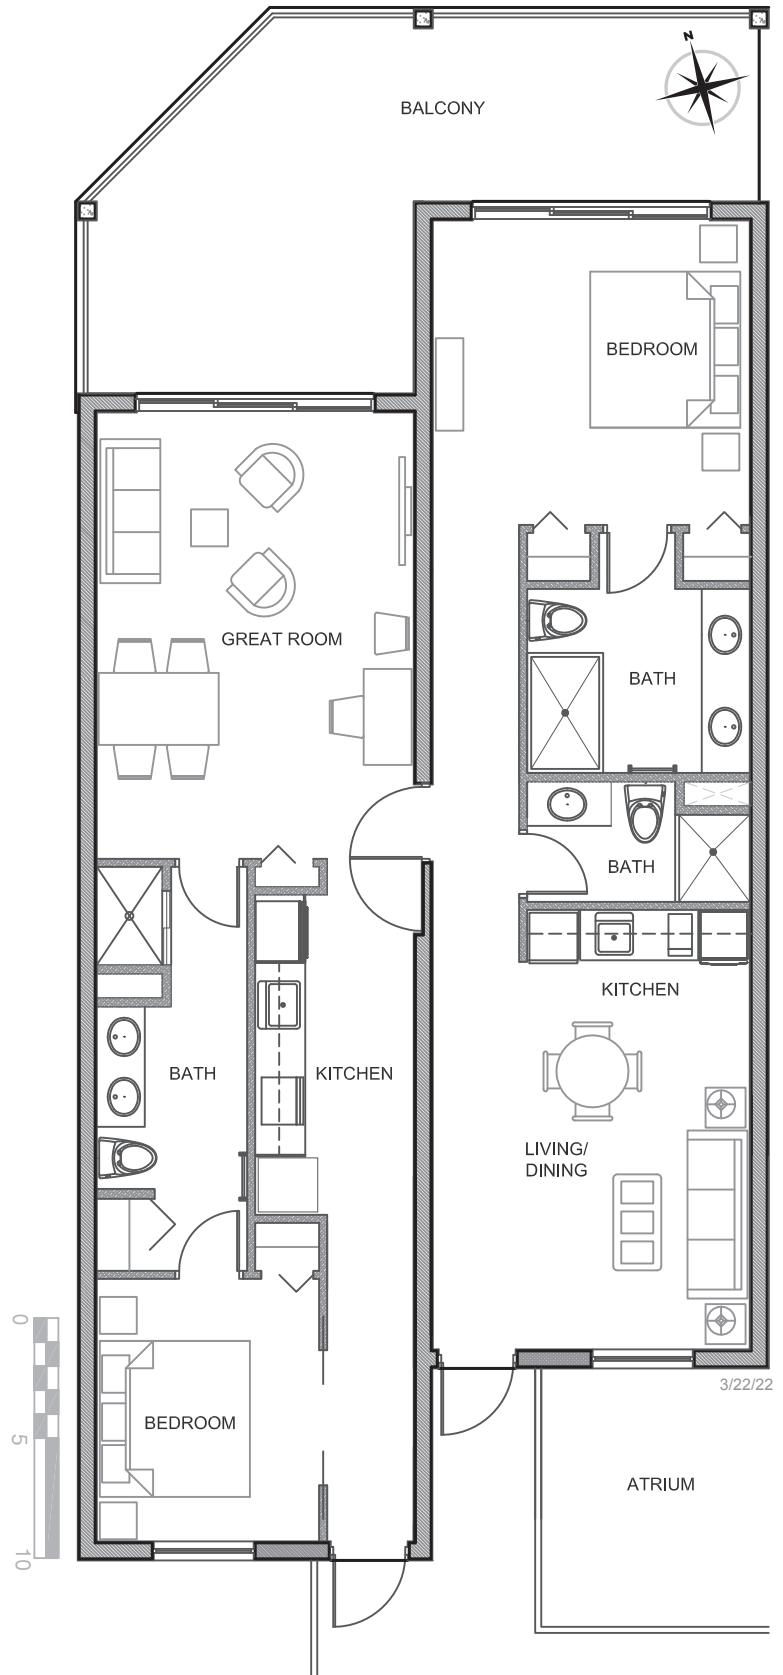 N
BALCONY
BEDROOM
GREAT ROOM
BATH
BATH
KITCHEN
BATH
KITCHEN
LIVING/
DINING
0
5
10
3/22/22
BEDROOM
ATRIUM